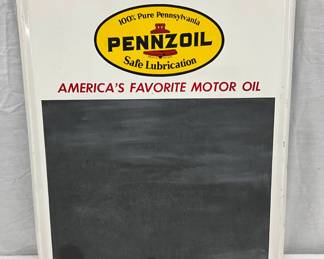 100% Pure Pennsylvania
PENNZOIL
Safe Lubrication
AMERICA'S FAVORITE MOTOR OIL